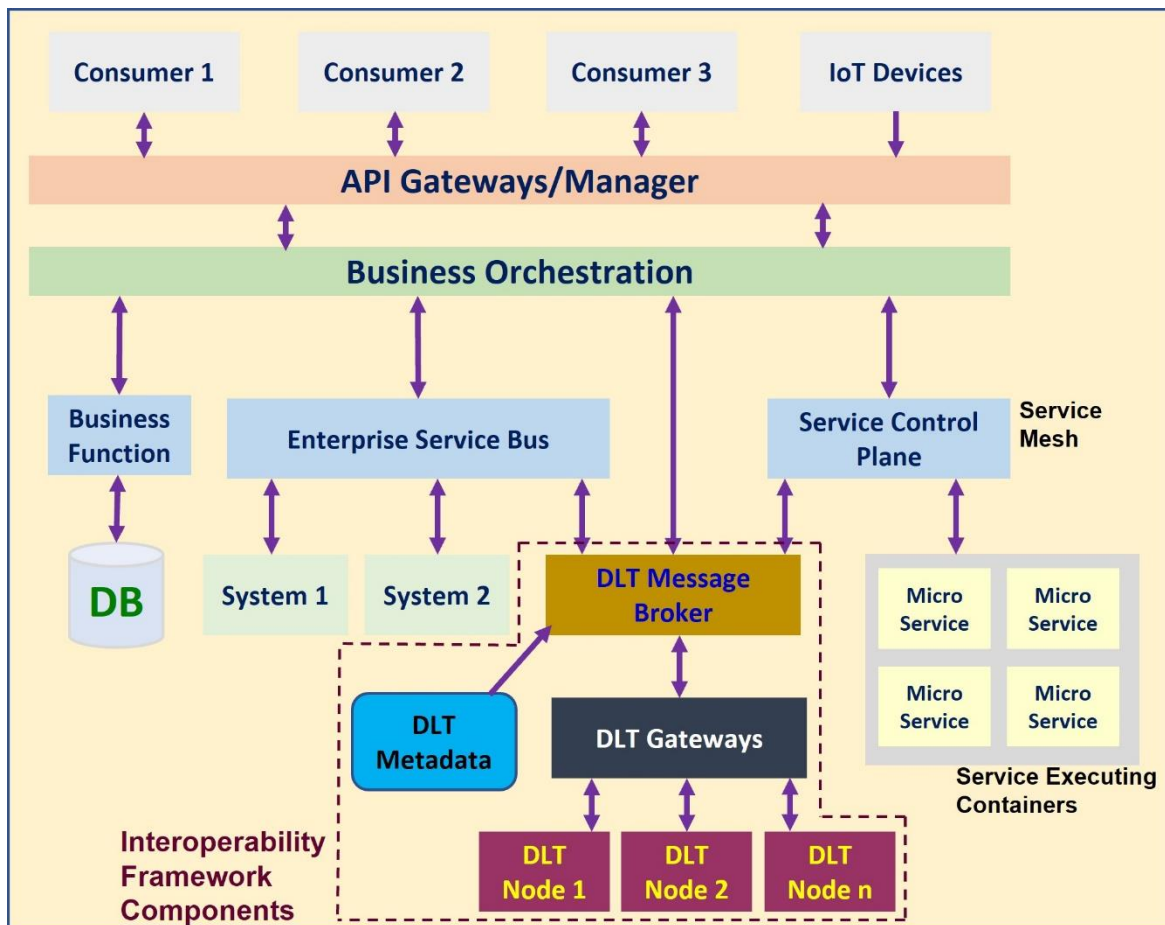 Consumer 1
Consumer 2
Consumer 3
IoT Devices
API Gateways/Manager
Business Orchestration
Business
Function
Enterprise Service Bus
Service Control
Plane
Service
Mesh
DB
System 1
System 2
DLT Message
Broker
Micro
Service
Micro
Service
Micro
Service
Micro
Service
DLT
Metadata
DLT Gateways
Service Executing
Containers
Interoperability
Framework
Components
DLT
Node 1
DLT
Node 2
DLT
Node n